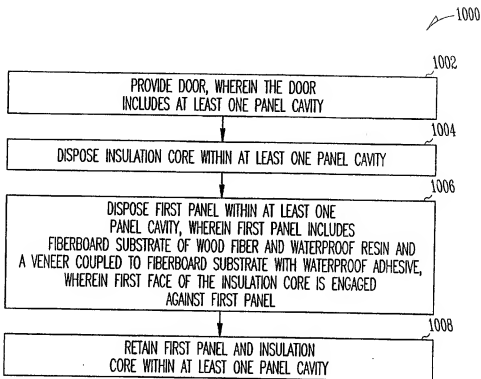 1000
1002
PROVIDE DOOR, WHEREIN THE DOOR
INCLUDES AT LEAST ONE PANEL CAVITY
1004
DISPOSE INSULATION CORE WITHIN AT LEAST ONE PANEL CAVITY
1006
DISPOSE FIRST PANEL WITHIN AT LEAST ONE
PANEL CAVITY, WHEREIN FIRST PANEL INCLUDES
FIBERBOARD SUBSTRATE OF WOOD FIBER AND WATERPROOF RESIN AND
A VENEER COUPLED TO FIBERBOARD SUBSTRATE WITH WATERPROOF ADHESIVE,
WHEREIN FIRST FACE OF THE INSULATION CORE IS ENGAGED
AGAINST FIRST PANEL
1008
RETAIN FIRST PANEL AND INSULATION
CORE WITHIN AT LEAST ONE PANEL CAVITY